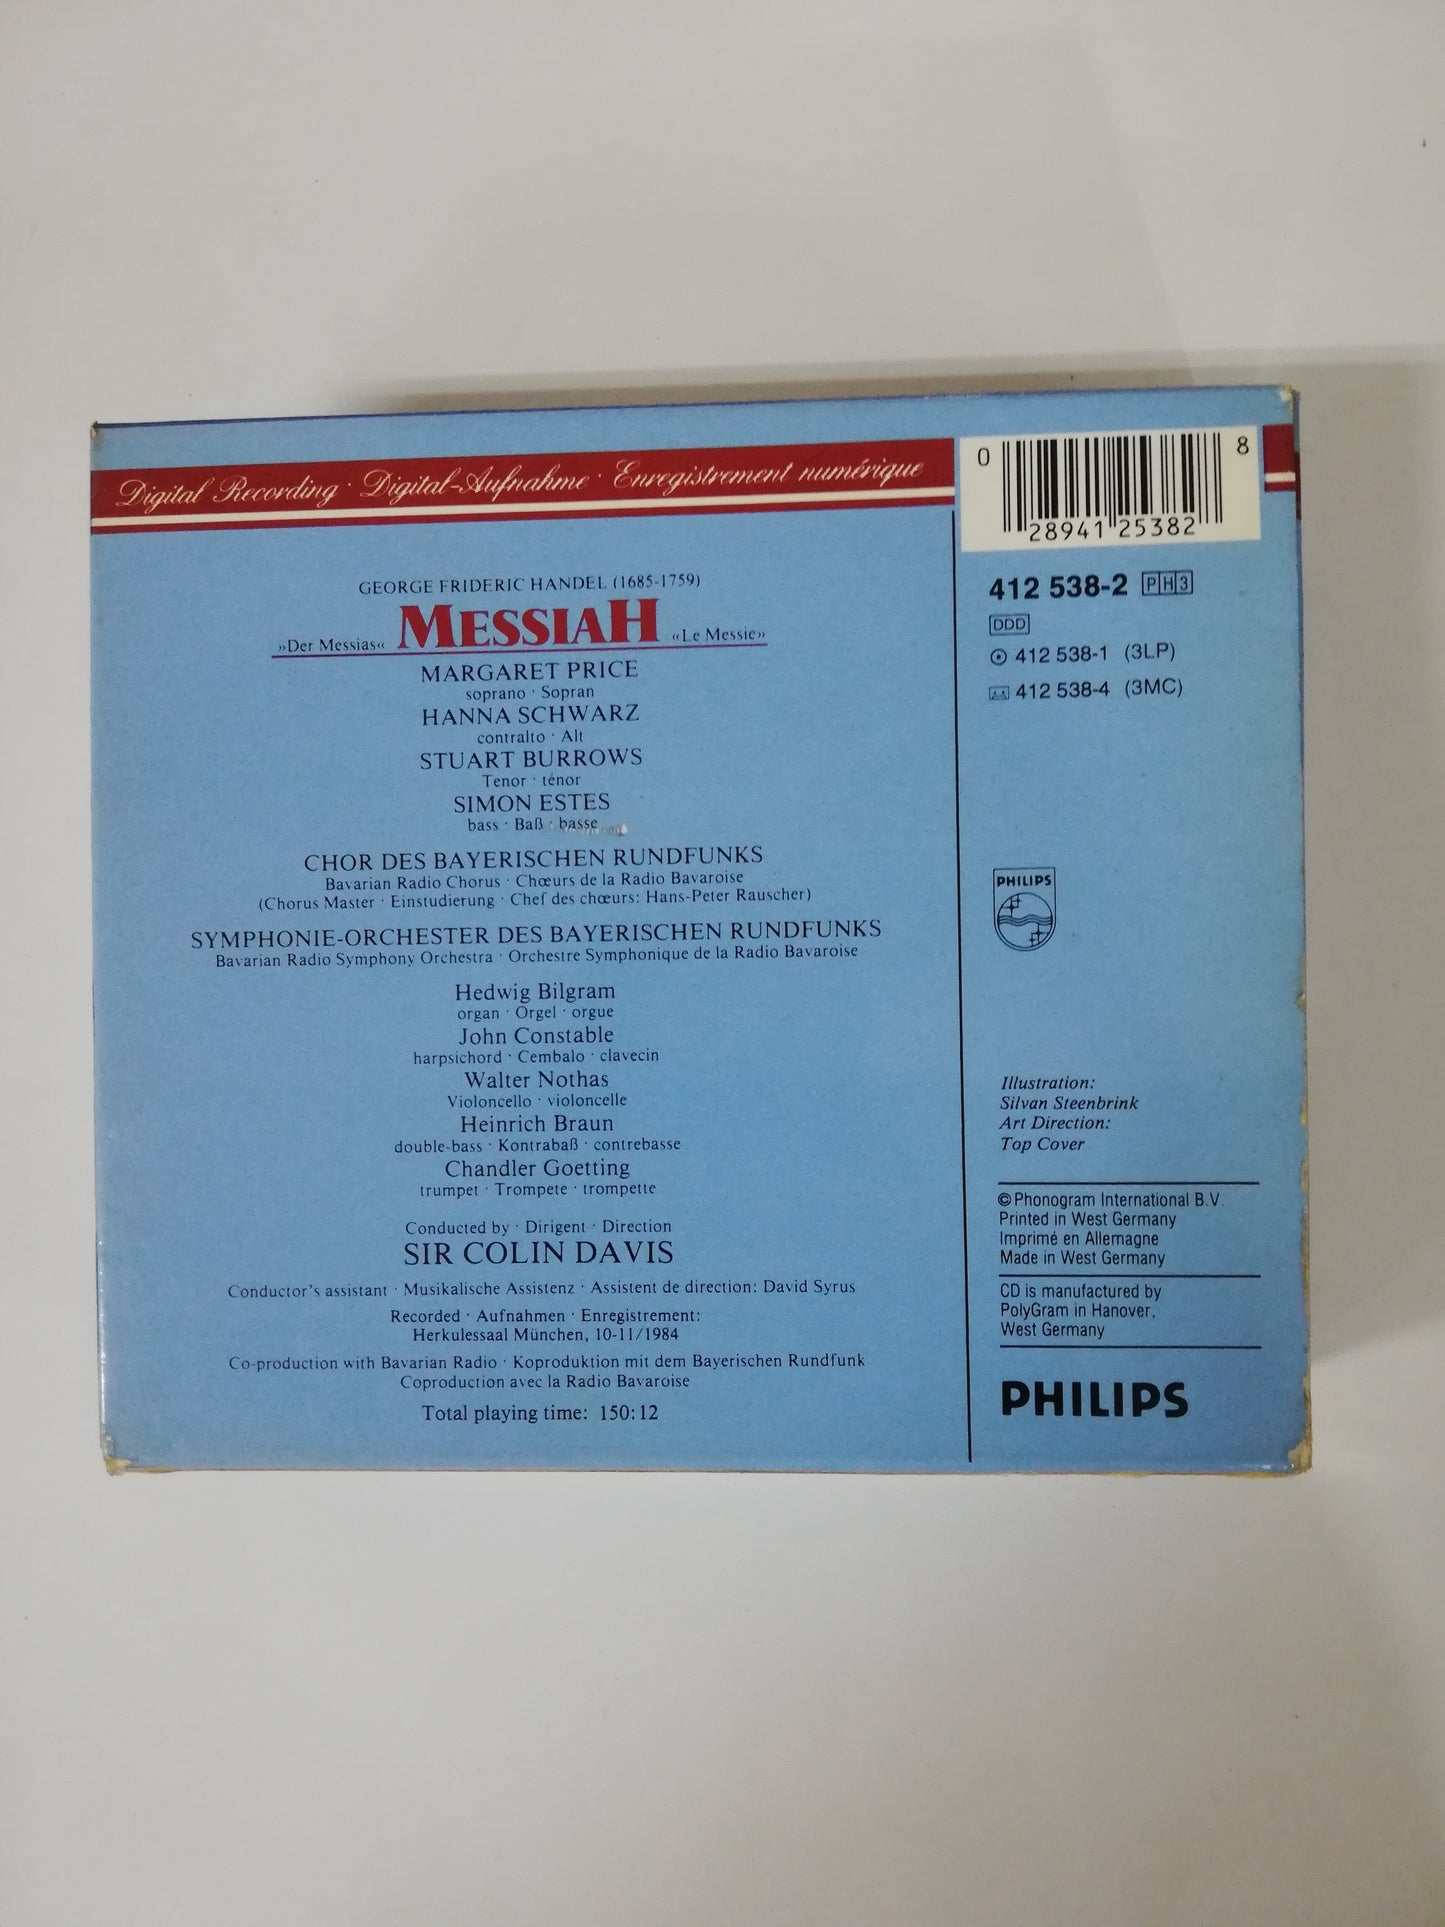 Digital Recording · Digital-Aufnahme · Enregistrement numérique
GEORGE FRIDERIC HANDEL (1685-1759)
»Der Messias« MESSIAH «Le Messie»
MARGARET PRICE
soprano · Sopran
HANNA SCHWARZ
contralto · Alt
STUART BURROWS
Tenor · ténor
SIMON ESTES
bass · Baß · basse
CHOR DES BAYERISCHEN RUNDFUNKS
Bavarian Radio Chorus · Chœurs de la Radio Bavaroise
(Chorus Master · Einstudierung · Chef des chœurs: Hans-Peter Rauscher)
SYMPHONIE-ORCHESTER DES BAYERISCHEN RUNDFUNKS
Bavarian Radio Symphony Orchestra · Orchestre Symphonique de la Radio Bavaroise
Hedwig Bilgram
organ · Orgel · orgue
John Constable
harpsichord · Cembalo · clavecin
Walter Nothas
Violoncello · violoncelle
Heinrich Braun
double-bass · Kontrabaß · contrebasse
Chandler Goetting
trumpet · Trompete · trompette
Conducted by · Dirigent · Direction
SIR COLIN DAVIS
Conductor's assistant · Musikalische Assistenz · Assistent de direction: David Syrus
Recorded · Aufnahmen · Enregistrement:
Herkulessaal München, 10-11/1984
Co-production with Bavarian Radio · Koproduktion mit dem Bayerischen Rundfunk
Coproduction avec la Radio Bavaroise
Total playing time: 150:12
0 28941 25382 8
412 538-2 PH3
DDD
412 538-1 (3LP)
412 538-4 (3MC)
PHILIPS
Illustration:
Silvan Steenbrink
Art Direction:
Top Cover
© Phonogram International B.V.
Printed in West Germany
Imprimé en Allemagne
Made in West Germany
CD is manufactured by
PolyGram in Hanover,
West Germany
PHILIPS